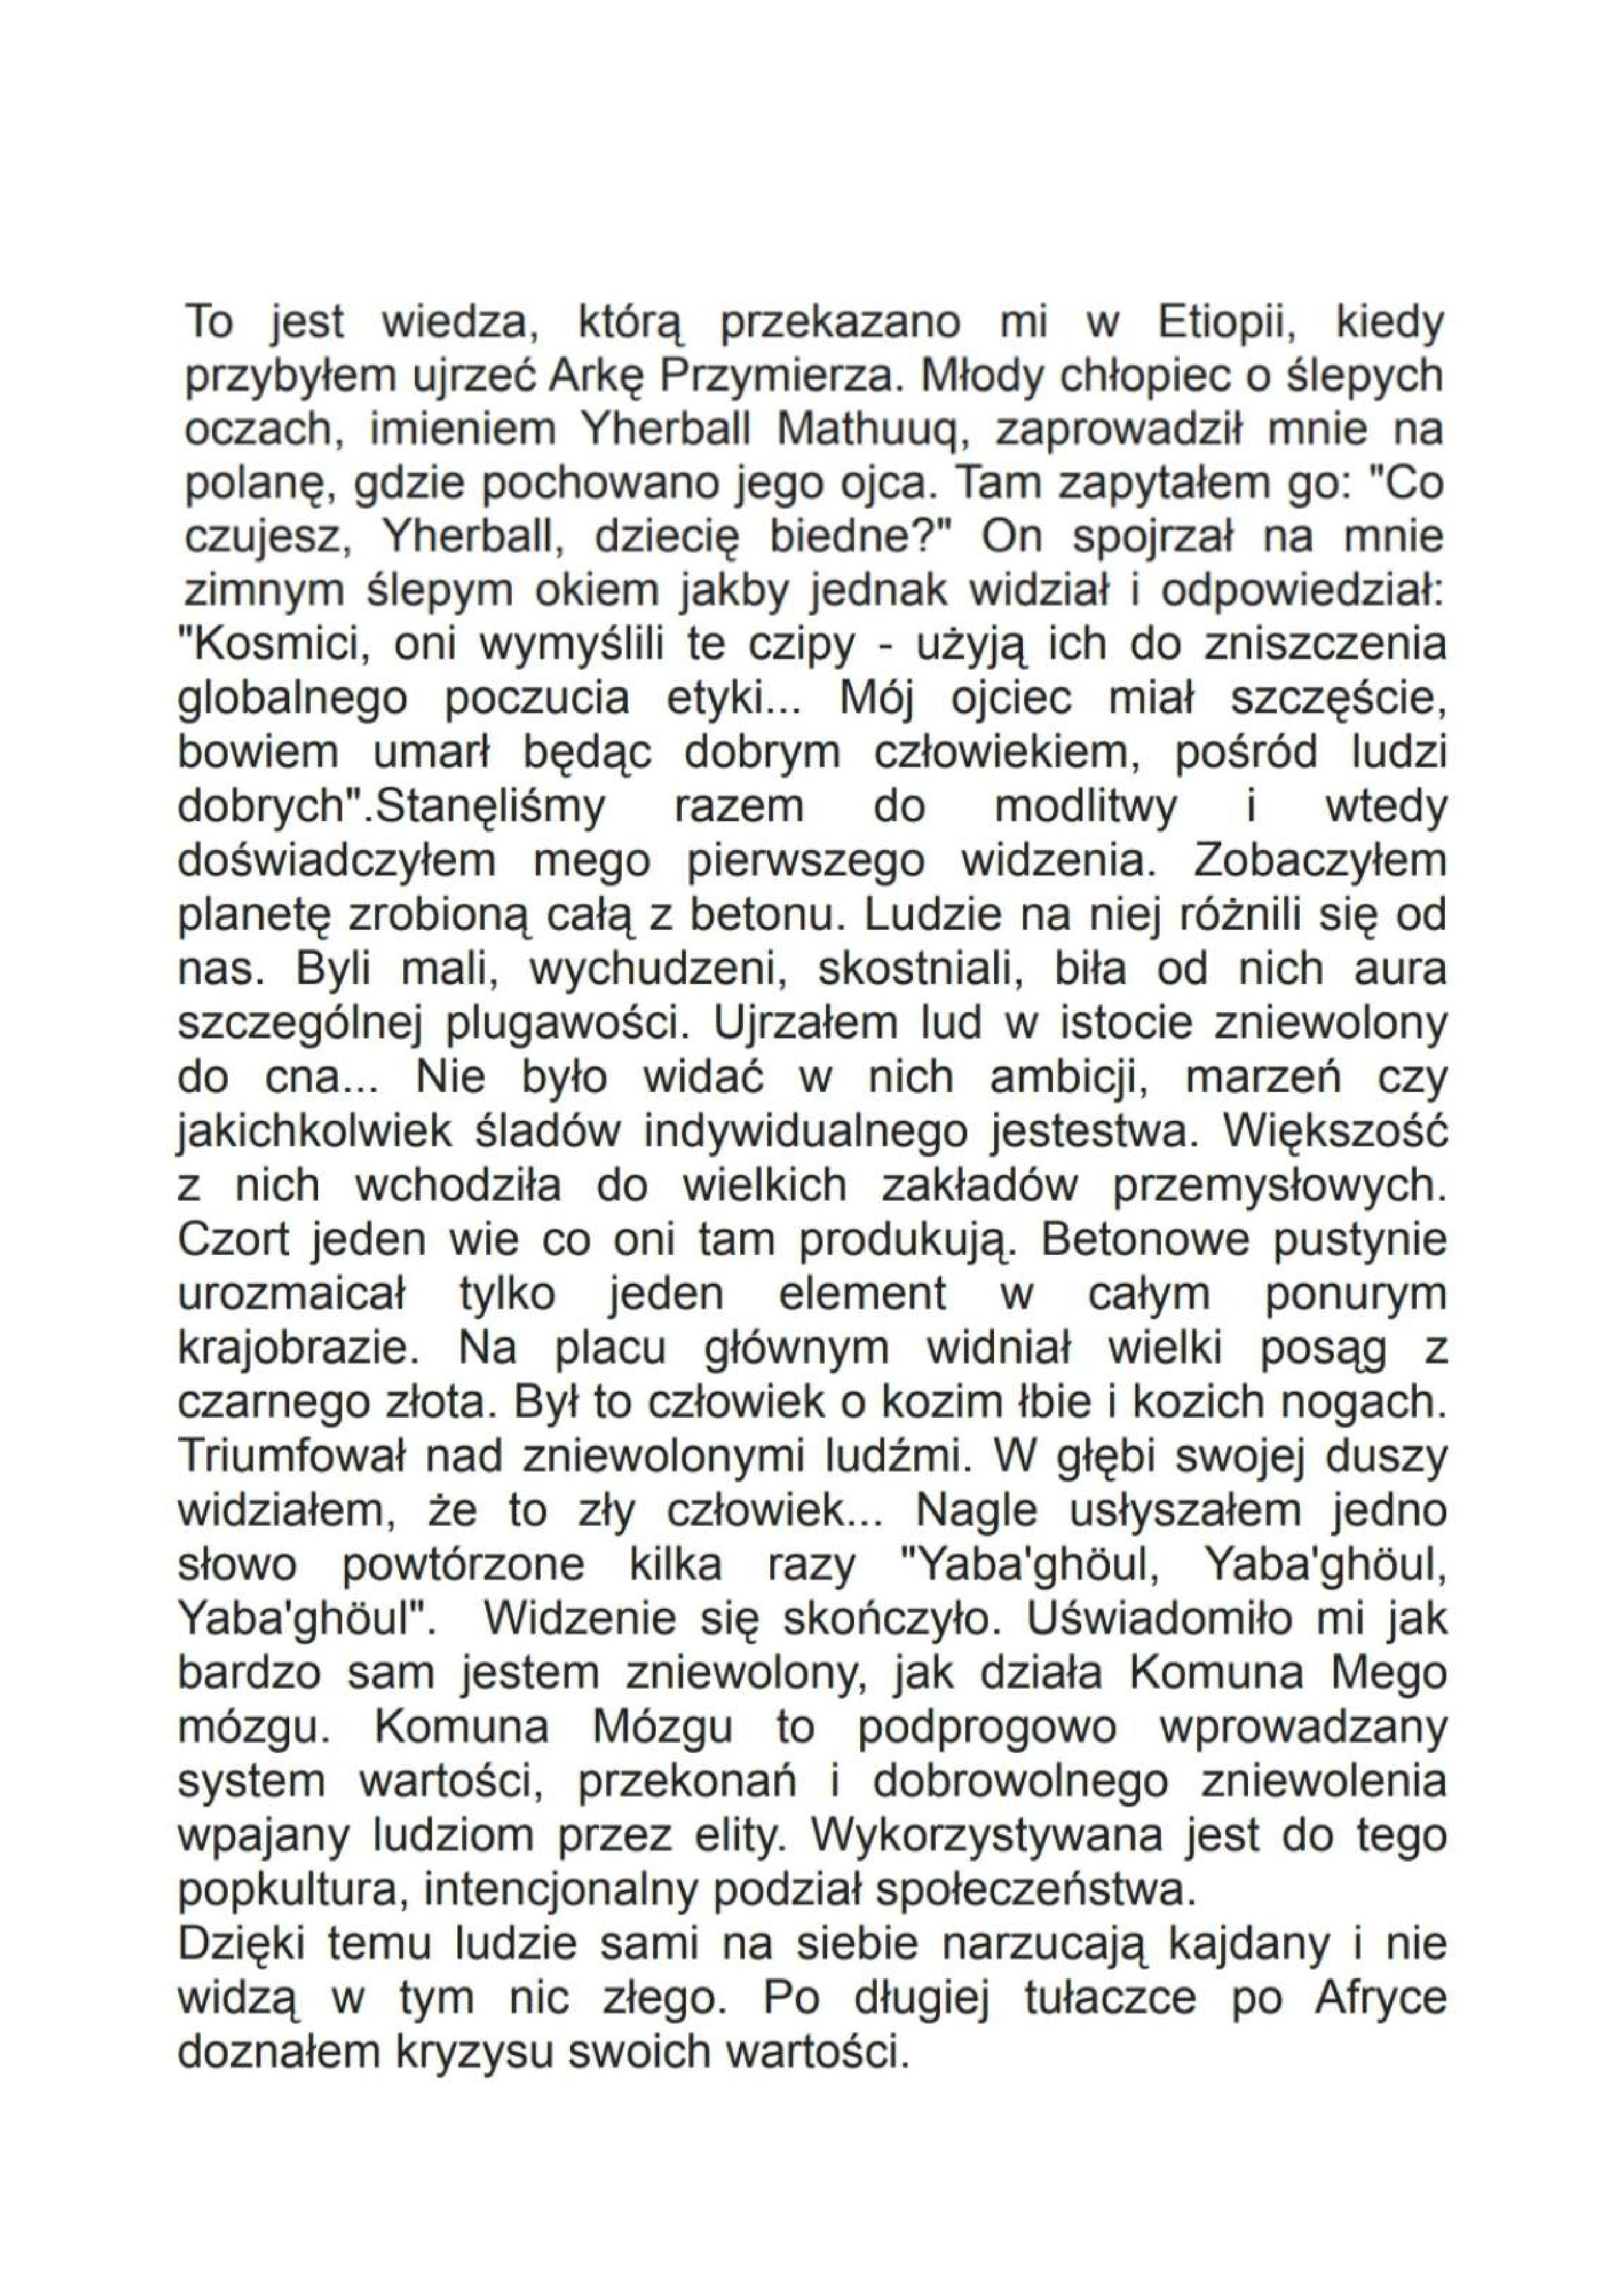 To jest wiedza, którą przekazano mi w Etiopii, kiedy
przybyłem ujrzeć Arkę Przymierza. Młody chłopiec o ślepych
oczach, imieniem Yherball Mathuuq, zaprowadził mnie na
polanę, gdzie pochowano jego ojca. Tam zapytałem go: "Co
czujesz, Yherball, dziecię biedne?" On spojrzał na mnie
zimnym ślepym okiem jakby jednak widział i odpowiedział:
"Kosmici, oni wymyślili te czipy - użyją ich do zniszczenia
globalnego poczucia etyki... Mój ojciec miał szczęście,
bowiem umarł będąc dobrym człowiekiem, pośród ludzi
dobrych".Stanęliśmy razem do modlitwy i wtedy
doświadczyłem mego pierwszego widzenia. Zobaczyłem
planetę zrobioną całą z betonu. Ludzie na niej różnili się od
nas. Byli mali, wychudzeni, skostniali, biła od nich aura
szczególnej plugawości. Ujrzałem lud w istocie zniewolony
do cna... Nie było widać w nich ambicji, marzeń czy
jakichkolwiek śladów indywidualnego jestestwa. Większość
z nich wchodziła do wielkich zakładów przemysłowych.
Czort jeden wie co oni tam produkują. Betonowe pustynie
urozmaicał tylko jeden element w całym ponurym
krajobrazie. Na placu głównym widniał wielki posąg z
czarnego złota. Był to człowiek o kozim łbie i kozich nogach.
Triumfował nad zniewolonymi ludźmi. W głębi swojej duszy
widziałem, że to zły człowiek... Nagle usłyszałem jedno
słowo powtórzone kilka razy "Yaba'ghöul, Yaba'ghöul,
Yaba'ghöul". Widzenie się skończyło. Uświadomiło mi jak
bardzo sam jestem zniewolony, jak działa Komuna Mego
mózgu. Komuna Mózgu to podprogowo wprowadzany
system wartości, przekonań i dobrowolnego zniewolenia
wpajany ludziom przez elity. Wykorzystywana jest do tego
popkultura, intencjonalny podział społeczeństwa.
Dzięki temu ludzie sami na siebie narzucają kajdany i nie
widzą w tym nic złego. Po długiej tułaczce po Afryce
doznałem kryzysu swoich wartości.